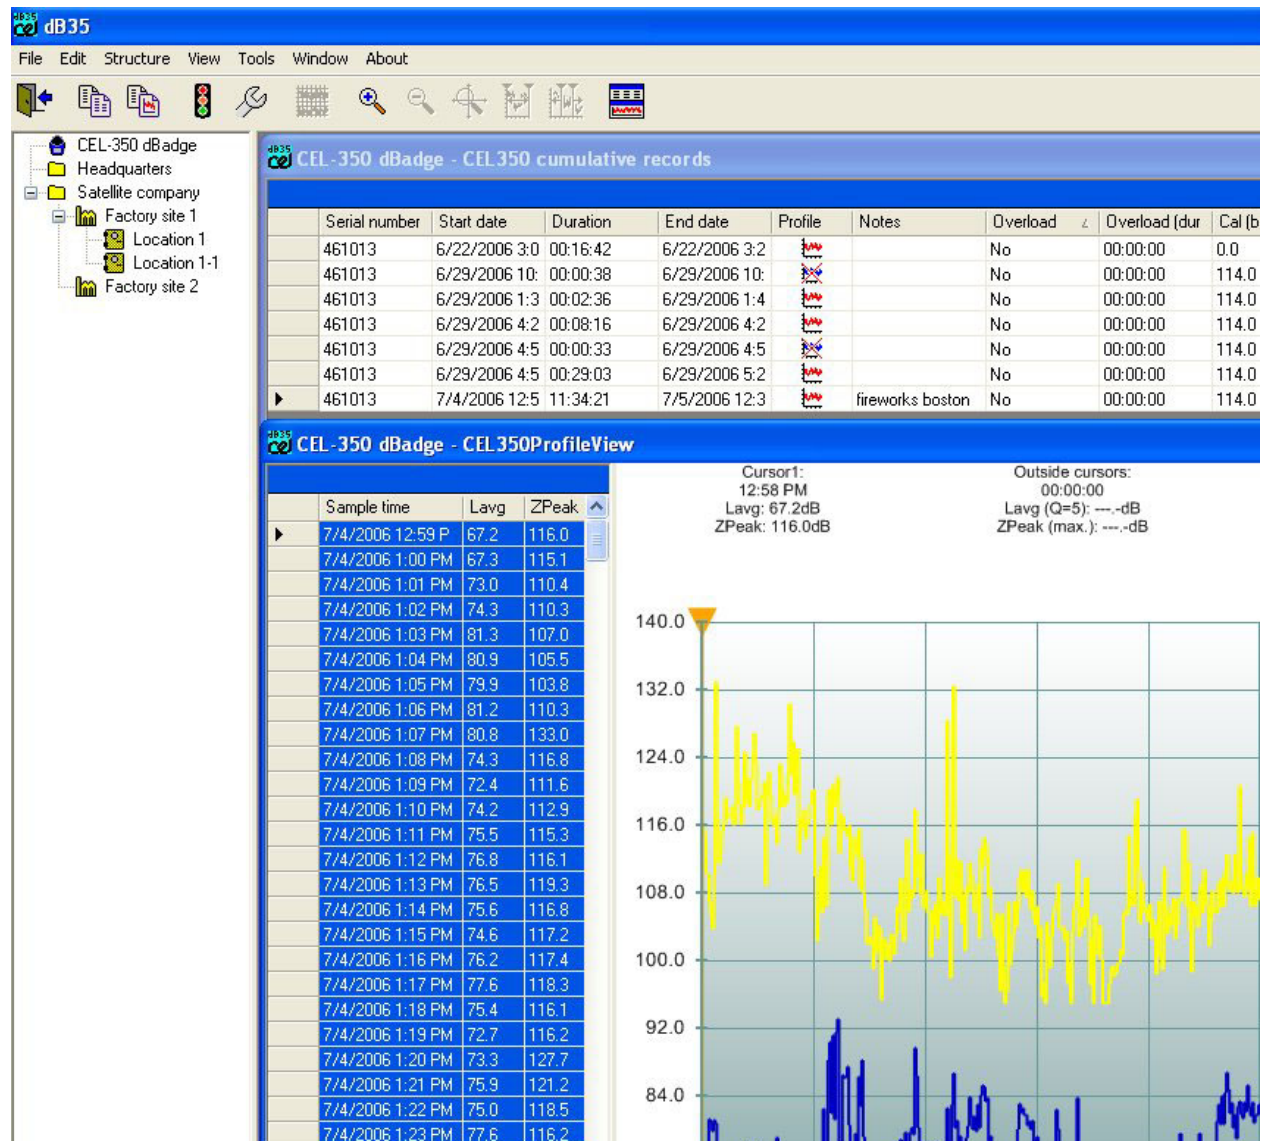 dB35
File Edit Structure View Tools Window About
CEL-350 dBadge
Headquarters
Satellite company
Factory site 1
Location 1
Location 1-1
Factory site 2
CEL-350 dBadge - CEL350 cumulative records
Serial number Start date Duration End date Profile Notes Overload Overload (dur Cal (b
461013 6/22/2006 3:0 00:16:42 6/22/2006 3:2 No 00:00:00 0.0
461013 6/29/2006 10: 00:00:38 6/29/2006 10: No 00:00:00 114.0
461013 6/29/2006 1:3 00:02:36 6/29/2006 1:4 No 00:00:00 114.0
461013 6/29/2006 4:2 00:08:16 6/29/2006 4:2 No 00:00:00 114.0
461013 6/29/2006 4:5 00:00:33 6/29/2006 4:5 No 00:00:00 114.0
461013 6/29/2006 4:5 00:29:03 6/29/2006 5:2 No 00:00:00 114.0
461013 7/4/2006 12:5 11:34:21 7/5/2006 12:3 fireworks boston No 00:00:00 114.0
CEL-350 dBadge - CEL350ProfileView
Sample time Lavg ZPeak
7/4/2006 12:59 P 67.2 116.0
7/4/2006 1:00 PM 67.3 115.1
7/4/2006 1:01 PM 73.0 110.4
7/4/2006 1:02 PM 74.3 110.3
7/4/2006 1:03 PM 81.3 107.0
7/4/2006 1:04 PM 80.9 105.5
7/4/2006 1:05 PM 79.9 103.8
7/4/2006 1:06 PM 81.2 110.3
7/4/2006 1:07 PM 80.8 133.0
7/4/2006 1:08 PM 74.3 116.8
7/4/2006 1:09 PM 72.4 111.6
7/4/2006 1:10 PM 74.2 112.9
7/4/2006 1:11 PM 75.5 115.3
7/4/2006 1:12 PM 76.8 116.1
7/4/2006 1:13 PM 76.5 119.3
7/4/2006 1:14 PM 75.6 116.8
7/4/2006 1:15 PM 74.6 117.2
7/4/2006 1:16 PM 76.2 117.4
7/4/2006 1:17 PM 77.6 118.3
7/4/2006 1:18 PM 75.4 116.1
7/4/2006 1:19 PM 72.7 116.2
7/4/2006 1:20 PM 73.3 127.7
7/4/2006 1:21 PM 75.9 121.2
7/4/2006 1:22 PM 75.0 118.5
7/4/2006 1:23 PM 77.6 116.2
Cursor1:
12:58 PM
Lavg: 67.2dB
ZPeak: 116.0dB
Outside cursors:
00:00:00
Lavg (Q=5): ---.-dB
ZPeak (max.): ---.-dB
140.0
132.0
124.0
116.0
108.0
100.0
92.0
84.0